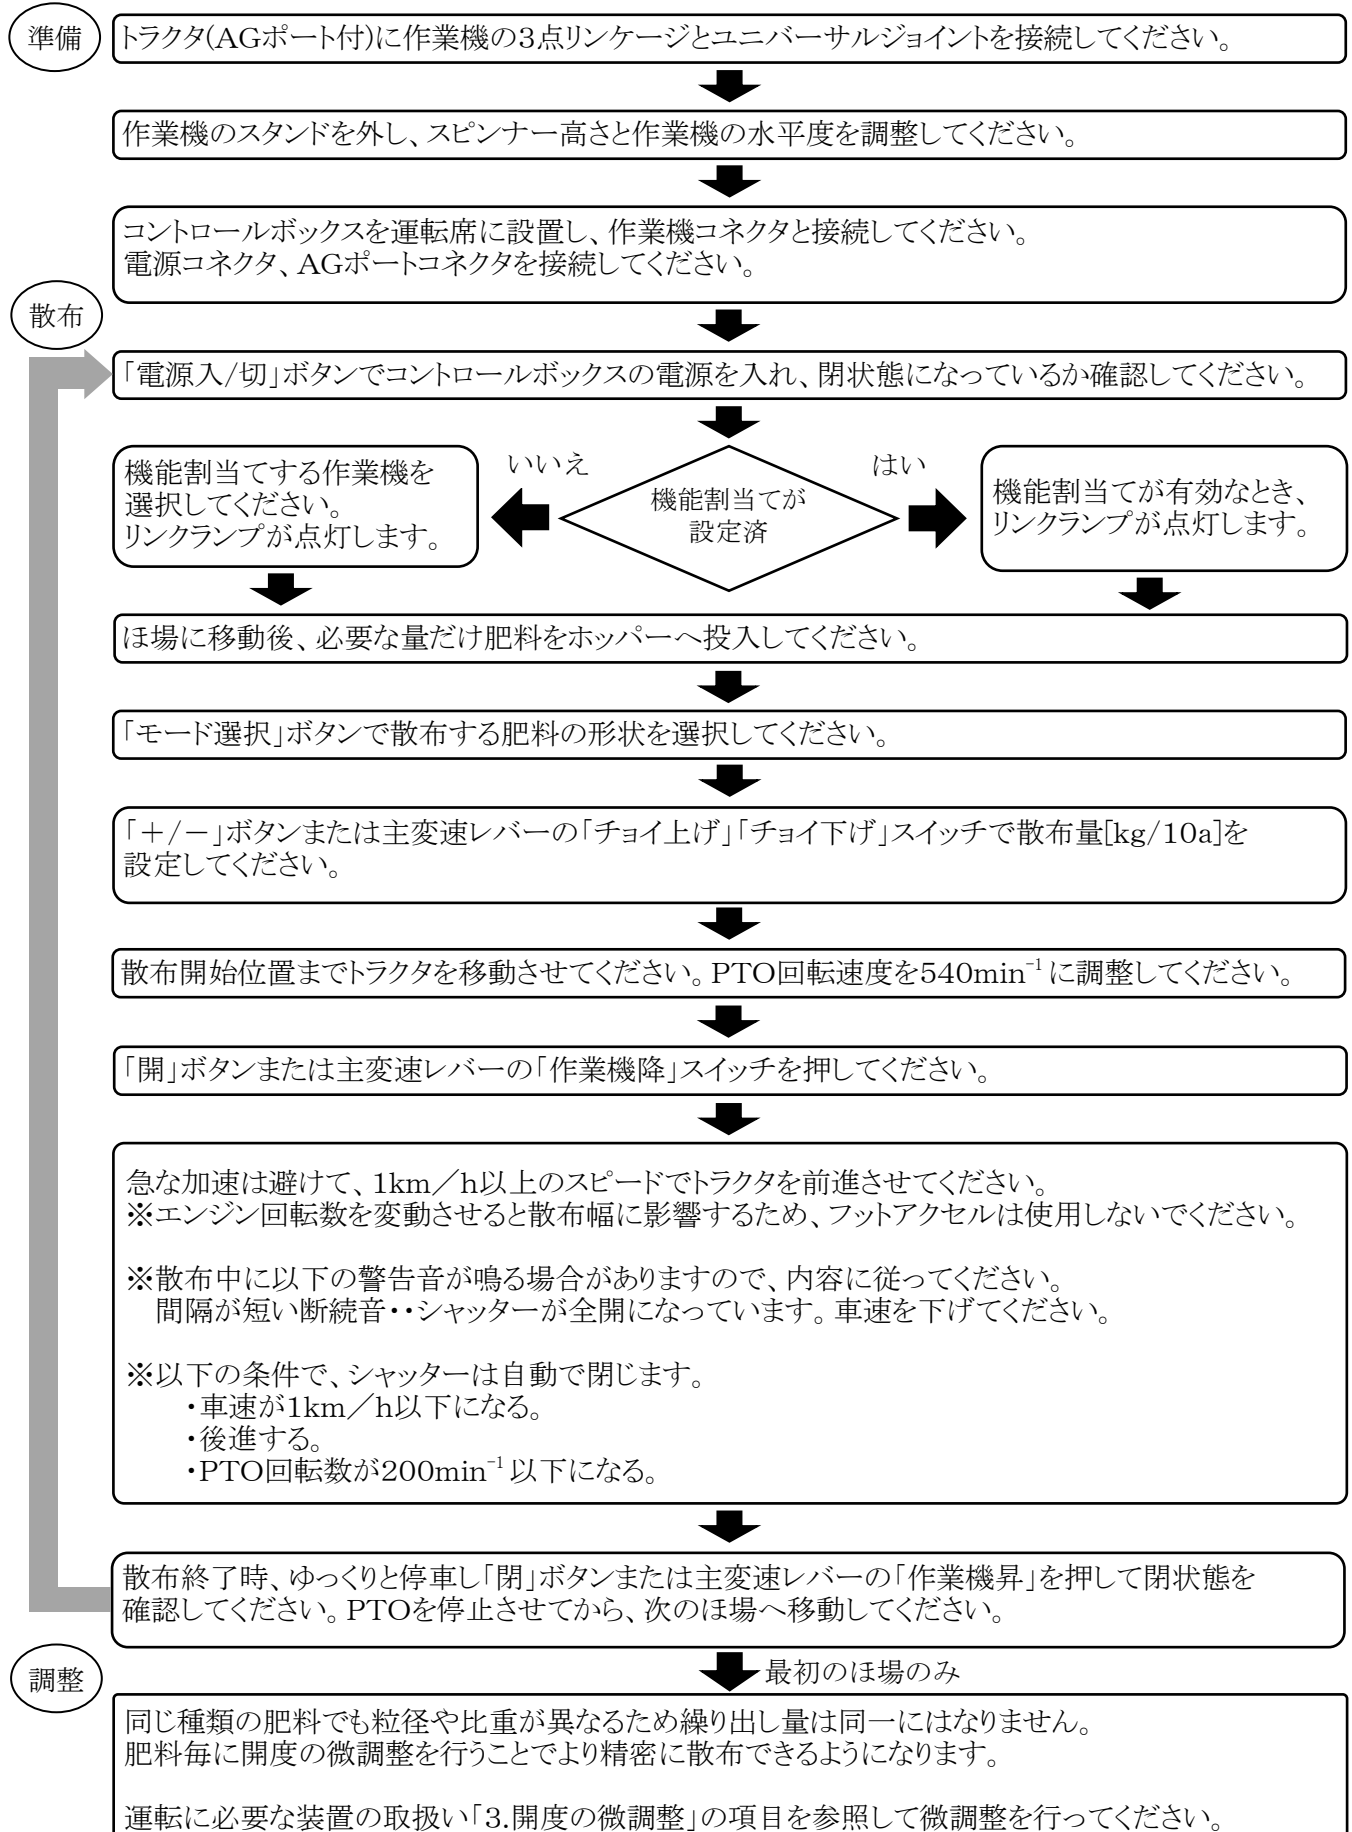 準備
トラクタ(AGポート付)に作業機の3点リンケージとユニバーサルジョイントを接続してください。
作業機のスタンドを外し、スピンナー高さと作業機の水平度を調整してください。
コントロールボックスを運転席に設置し、作業機コネクタと接続してください。
電源コネクタ、AGポートコネクタを接続してください。
散布
「電源入/切」ボタンでコントロールボックスの電源を入れ、閉状態になっているか確認してください。
機能割当てする作業機を
選択してください。
リンクランプが点灯します。
いいえ
機能割当てが
設定済
はい
機能割当てが有効なとき、
リンクランプが点灯します。
ほ場に移動後、必要な量だけ肥料をホッパーへ投入してください。
「モード選択」ボタンで散布する肥料の形状を選択してください。
「＋/－」ボタンまたは主変速レバーの「チョイ上げ」「チョイ下げ」スイッチで散布量[kg/10a]を
設定してください。
散布開始位置までトラクタを移動させてください。PTO回転速度を540min⁻¹に調整してください。
「開」ボタンまたは主変速レバーの「作業機降」スイッチを押してください。
急な加速は避けて、1km／h以上のスピードでトラクタを前進させてください。
※エンジン回転数を変動させると散布幅に影響するため、フットアクセルは使用しないでください。
※散布中に以下の警告音が鳴る場合がありますので、内容に従ってください。
間隔が短い断続音・・シャッターが全開になっています。車速を下げてください。
※以下の条件で、シャッターは自動で閉じます。
・車速が1km／h以下になる。
・後進する。
・PTO回転数が200min⁻¹以下になる。
散布終了時、ゆっくりと停車し「閉」ボタンまたは主変速レバーの「作業機昇」を押して閉状態を
確認してください。PTOを停止させてから、次のほ場へ移動してください。
調整
最初のほ場のみ
同じ種類の肥料でも粒径や比重が異なるため繰り出し量は同一にはなりません。
肥料毎に開度の微調整を行うことでより精密に散布できるようになります。
運転に必要な装置の取扱い「3.開度の微調整」の項目を参照して微調整を行ってください。